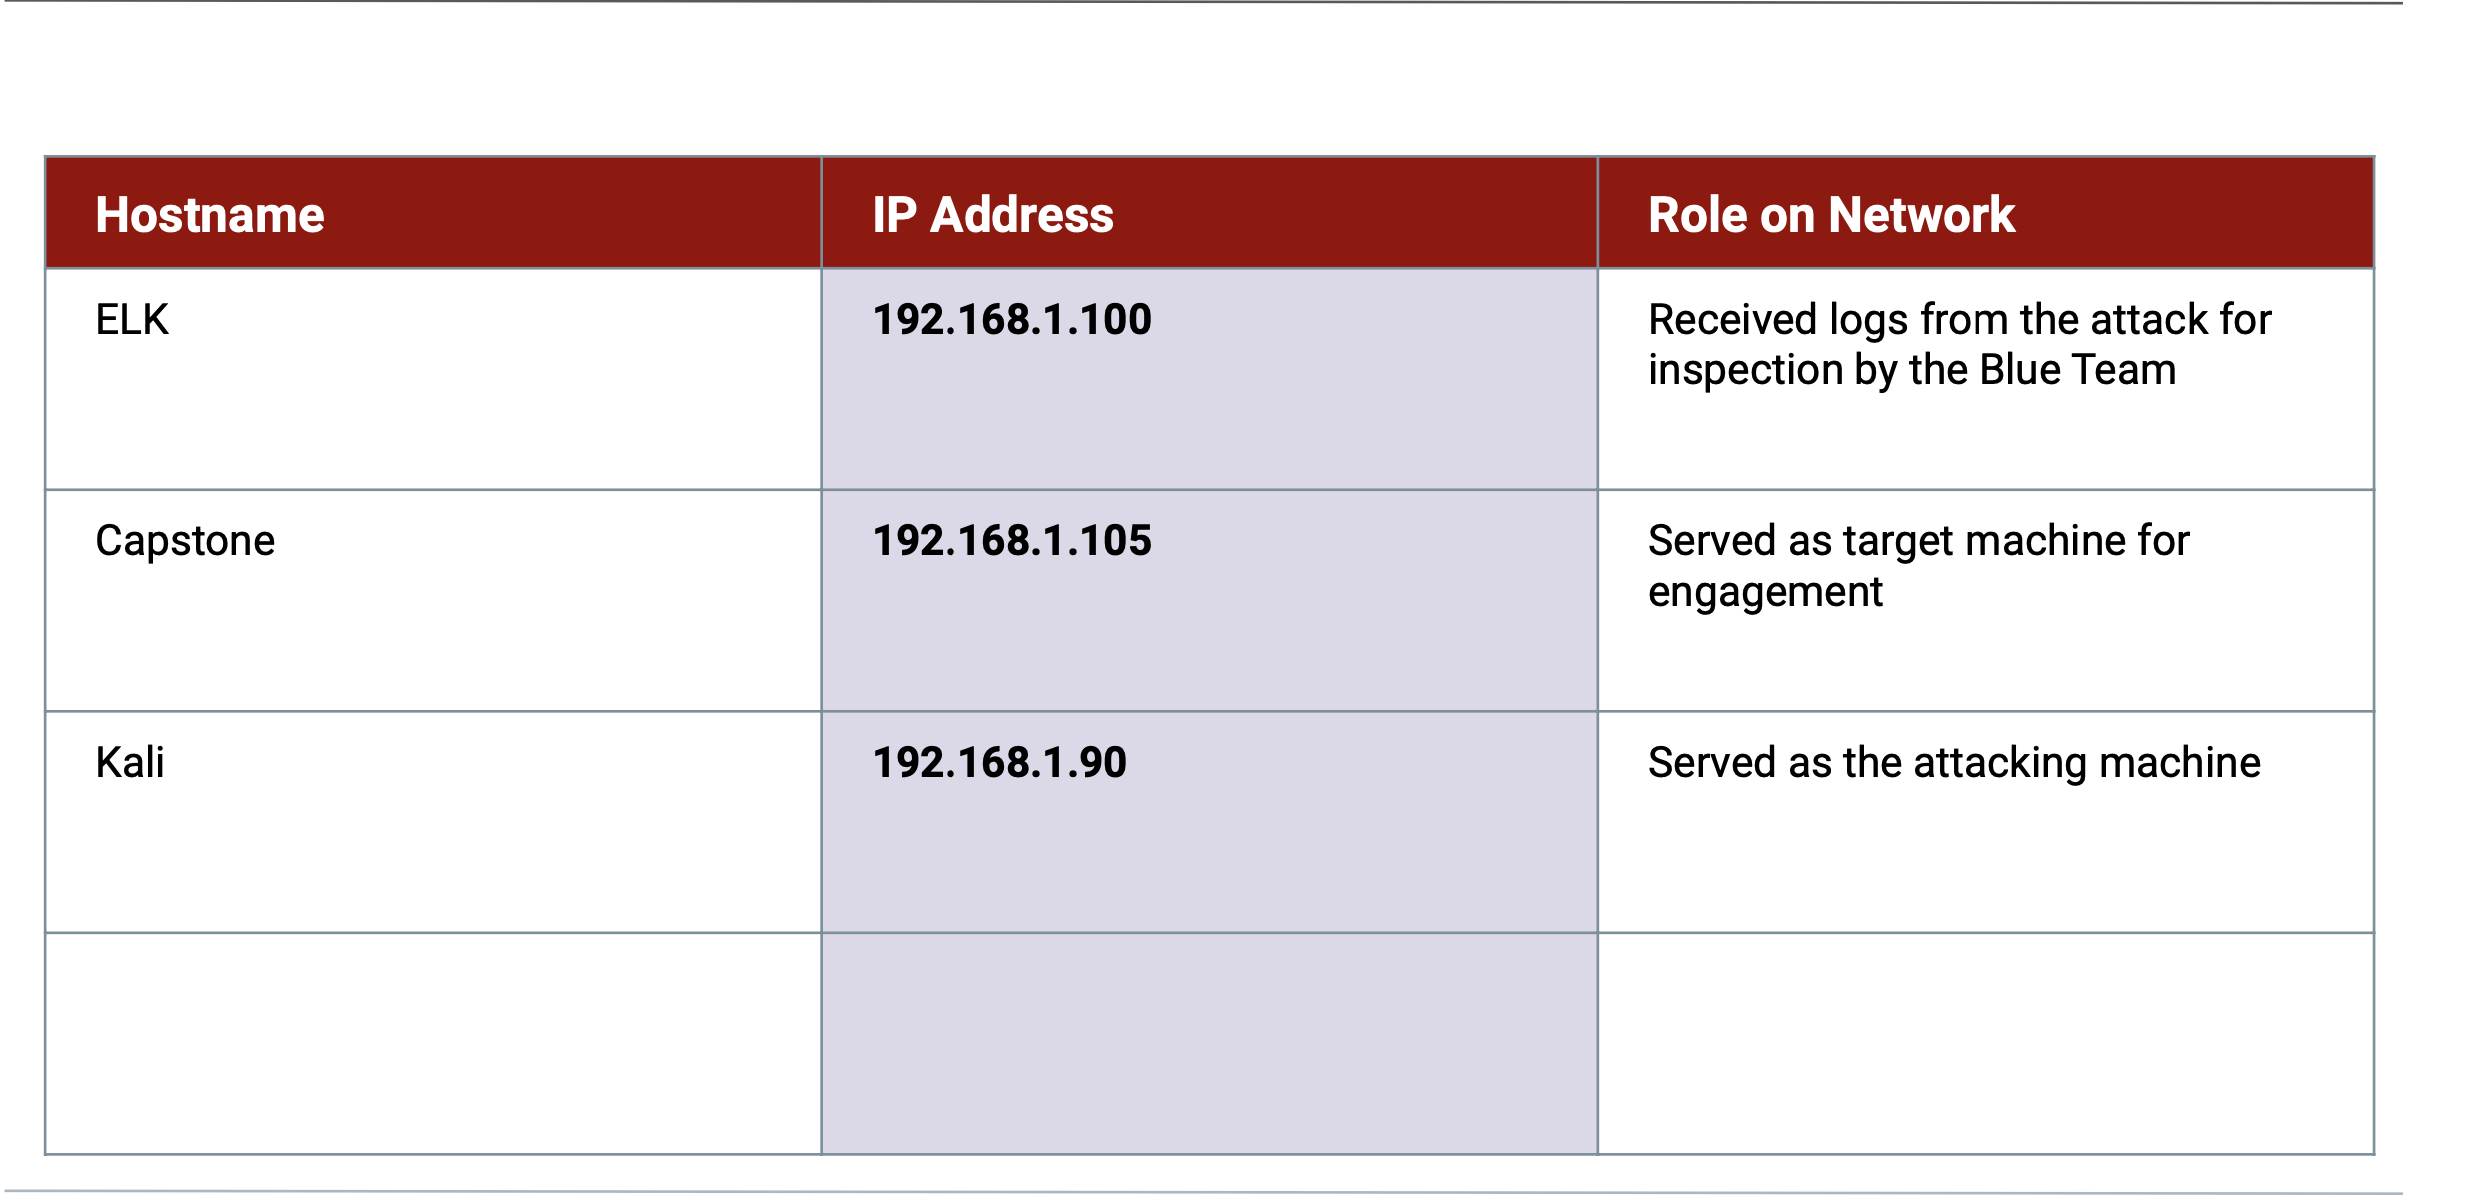 Hostname
IP Address
Role on Network
ELK
192.168.1.100
Received logs from the attack for
inspection by the Blue Team
Capstone
192.168.1.105
Served as target machine for
engagement
Kali
192.168.1.90
Served as the attacking machine